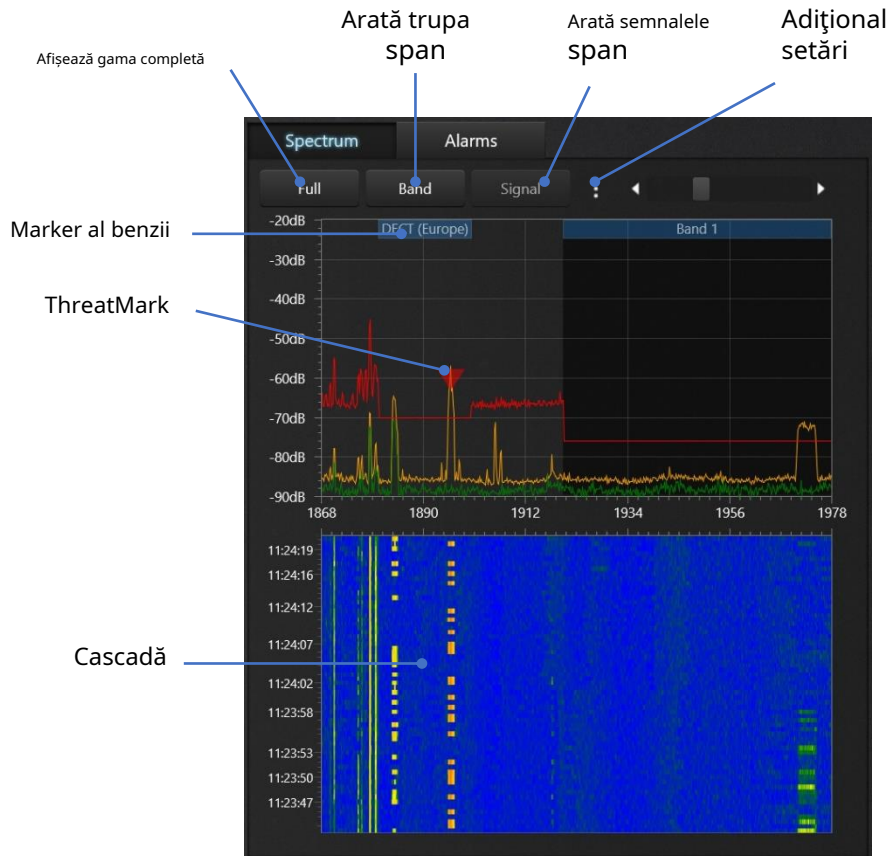 Arată trupa
span
Arată semnalele
span
Adiţional
setări
Afișează gama completă
Spectrum
Alarms
Full
Band
Signal
Marker al benzii
ThreatMark
Cascadă
DECT (Europe)
Band 1
-20dB
-30dB
-40dB
-50dB
-60dB
-70dB
-80dB
-90dB
1868
1890
1912
1934
1956
1978
11:24:19
11:24:16
11:24:12
11:24:07
11:24:02
11:23:58
11:23:53
11:23:50
11:23:47